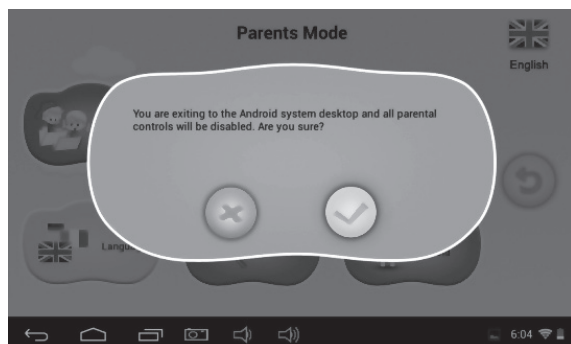 Parents Mode
English
You are exiting to the Android system desktop and all parental
controls will be disabled. Are you sure?
6:04